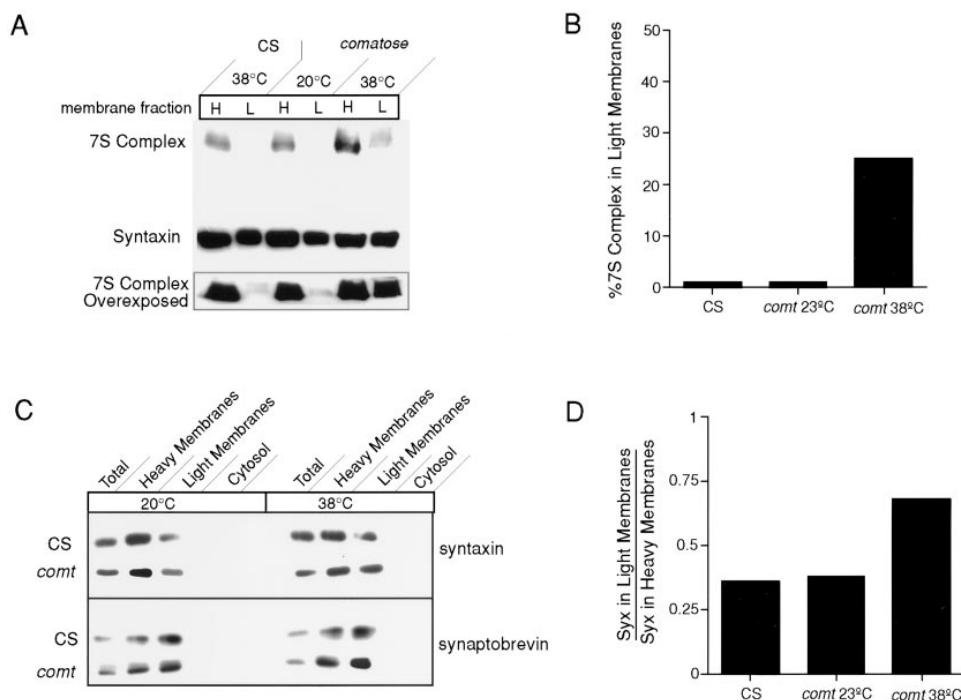 A
CS comatose
38°C 20°C 38°C
membrane fraction H L H L H L
7S Complex
Syntaxin
7S Complex
Overexposed
B
%7S Complex in Light Membranes
50
40
30
20
10
0
CS comt 23ºC comt 38ºC
C
Total Heavy Membranes Light Membranes Cytosol Total Heavy Membranes Light Membranes Cytosol
20°C 38°C
CS
comt
syntaxin
CS
comt
synaptobrevin
D
Syx in Light Membranes
Syx in Heavy Membranes
1
0.75
0.5
0.25
0
CS comt 23ºC comt 38ºC